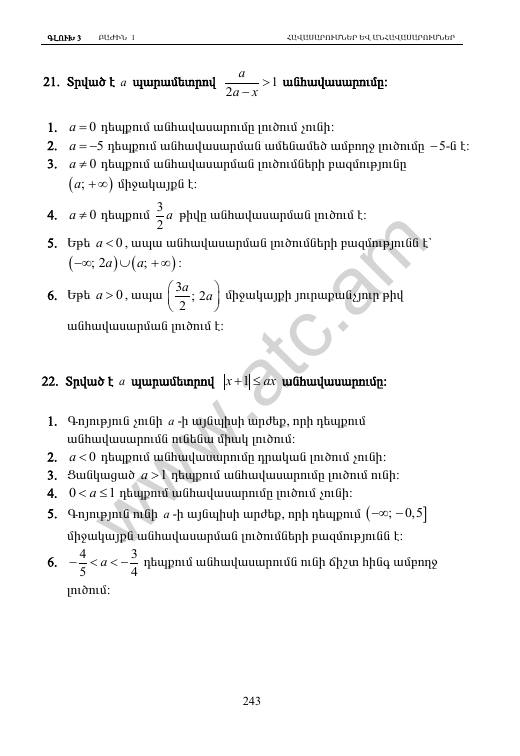 ԳԼՈՒԽ 3 ԲԱԺԻՆ I ՀԱՎԱՍԱՐՈՒՄՆԵՐ ԵՎ ԱՆՀԱՎԱՍԱՐՈՒՄՆԵՐ
21. Տրված է a պարամետրով a/(2a − x) > 1 անհավասարումը:
1. a = 0 դեպքում անհավասարումը լուծում չունի:
2. a = −5 դեպքում անհավասարման ամենամեծ ամբողջ լուծումը −5-ն է:
3. a ≠ 0 դեպքում անհավասարման լուծումների բազմությունը
(a; +∞) միջակայքն է:
4. a ≠ 0 դեպքում 3/2 a թիվը անհավասարման լուծում է:
5. Եթե a < 0, ապա անհավասարման լուծումների բազմությունն է`
(−∞; 2a)∪(a; +∞):
6. Եթե a > 0, ապա (3a/2; 2a) միջակայքի յուրաքանչյուր թիվ
անհավասարման լուծում է:
22. Տրված է a պարամետրով |x+1| ≤ ax անհավասարումը:
1. Գոյություն չունի a -ի այնպիսի արժեք, որի դեպքում
անհավասարումն ունենա միակ լուծում:
2. a < 0 դեպքում անհավասարումը դրական լուծում չունի:
3. Ցանկացած a > 1 դեպքում անհավասարումը լուծում ունի:
4. 0 < a ≤ 1 դեպքում անհավասարումը լուծում չունի:
5. Գոյություն ունի a -ի այնպիսի արժեք, որի դեպքում (−∞; −0,5]
միջակայքն անհավասարման լուծումների բազմությունն է:
6. −4/5 < a < −3/4 դեպքում անհավասարումն ունի ճիշտ հինգ ամբողջ
լուծում:
www.atc.am
243